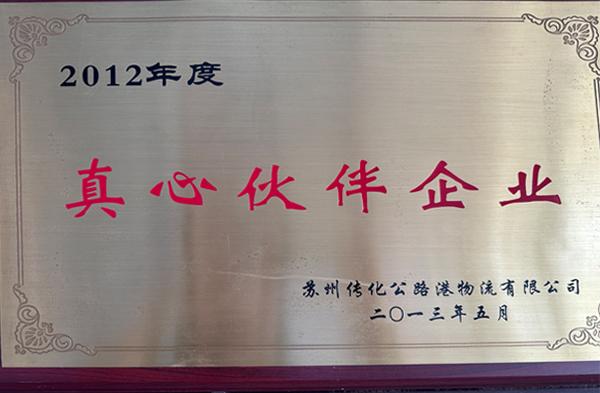 2012年度
真心伙伴企业
苏州传化公路港物流有限公司
二〇一三年五月